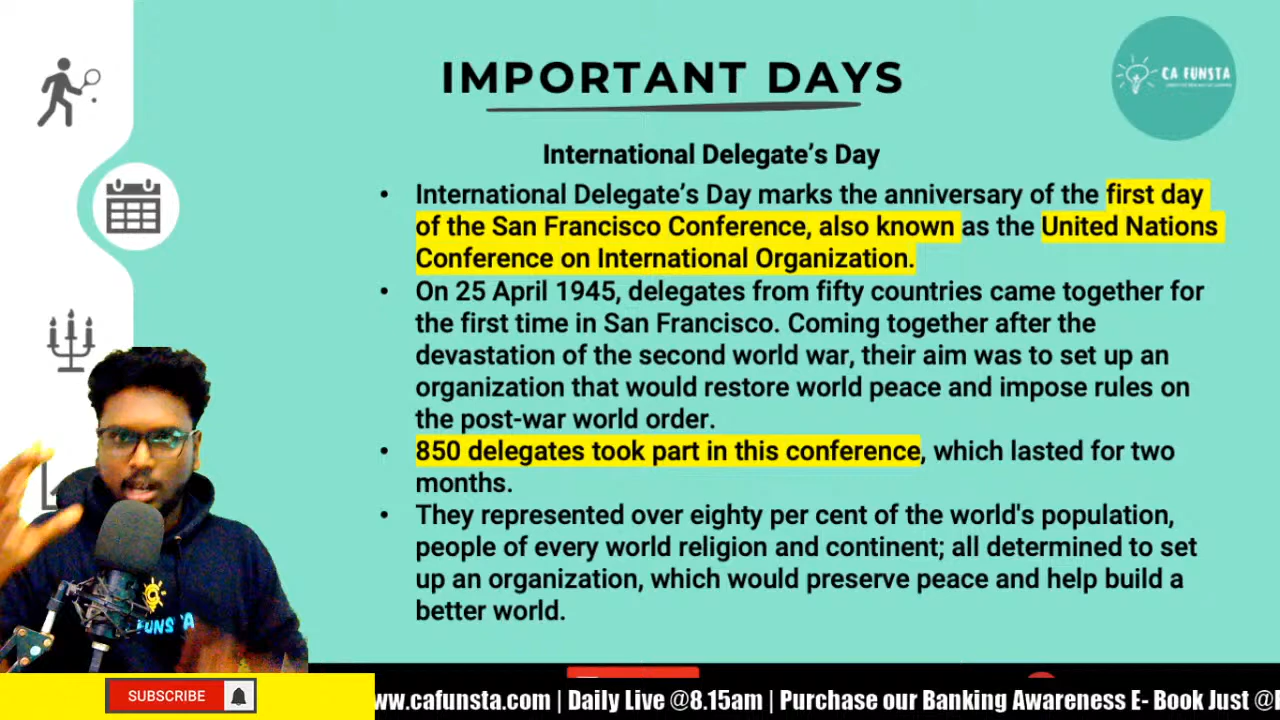 IMPORTANT DAYS
CA FUNSTA
International Delegate's Day
• International Delegate's Day marks the anniversary of the first day
of the San Francisco Conference, also known as the United Nations
Conference on International Organization.
• On 25 April 1945, delegates from fifty countries came together for
the first time in San Francisco. Coming together after the
devastation of the second world war, their aim was to set up an
organization that would restore world peace and impose rules on
the post-war world order.
• 850 delegates took part in this conference, which lasted for two
months.
• They represented over eighty per cent of the world's population,
people of every world religion and continent; all determined to set
up an organization, which would preserve peace and help build a
better world.
FUNSTA
SUBSCRIBE
www.cafunsta.com | Daily Live @8.15am | Purchase our Banking Awareness E- Book Just @